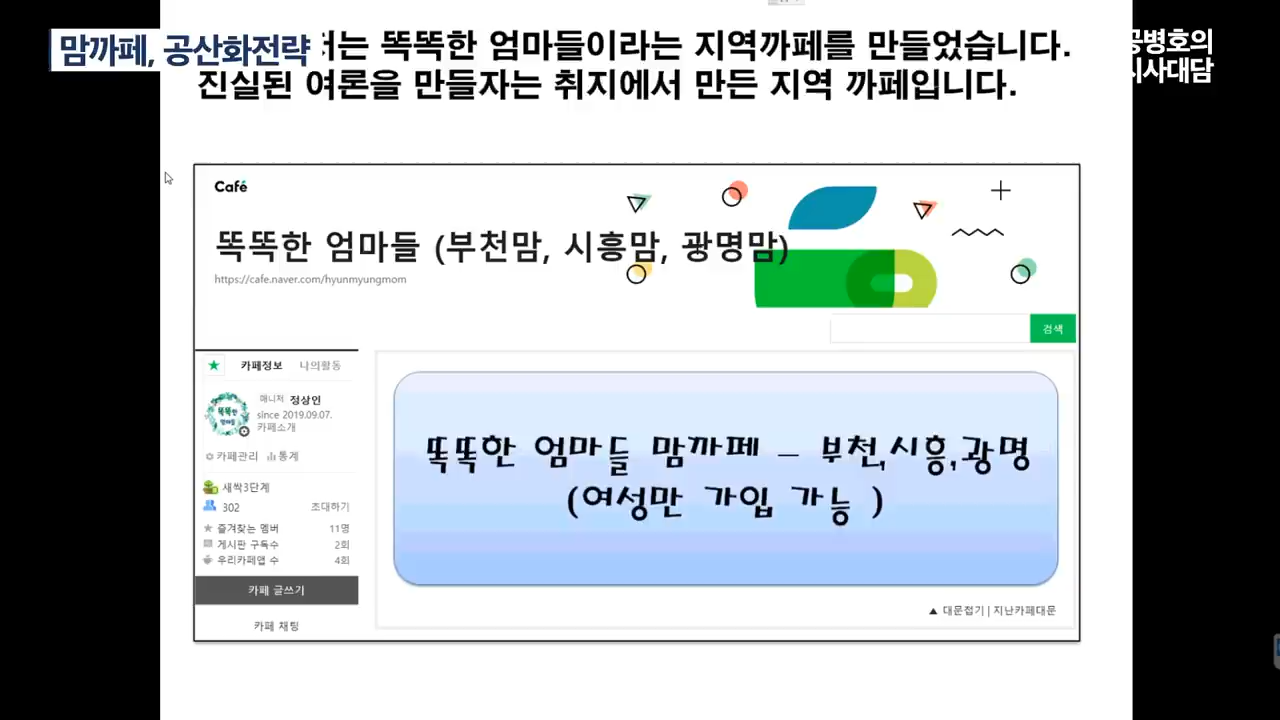 맘까페, 공산화전략
저는 똑똑한 엄마들이라는 지역까페를 만들었습니다.
진실된 여론을 만들자는 취지에서 만든 지역 까페입니다.
공병호의
시사대담
Café
똑똑한 엄마들 (부천맘, 시흥맘, 광명맘)
https://cafe.naver.com/hyunmyungmom
검색
카페정보 나의활동
매니저 정상인
since 2019.09.07.
카페소개
똑똑한
엄마들
카페관리 통계
새싹3단계
302 초대하기
즐겨찾는 멤버 11명
게시판 구독수 2회
우리카페앱 수 4회
카페 글쓰기
카페 채팅
똑똑한 엄마들 맘까페 – 부천,시흥,광명
(여성만 가입 가능 )
▲ 대문접기 | 지난카페대문